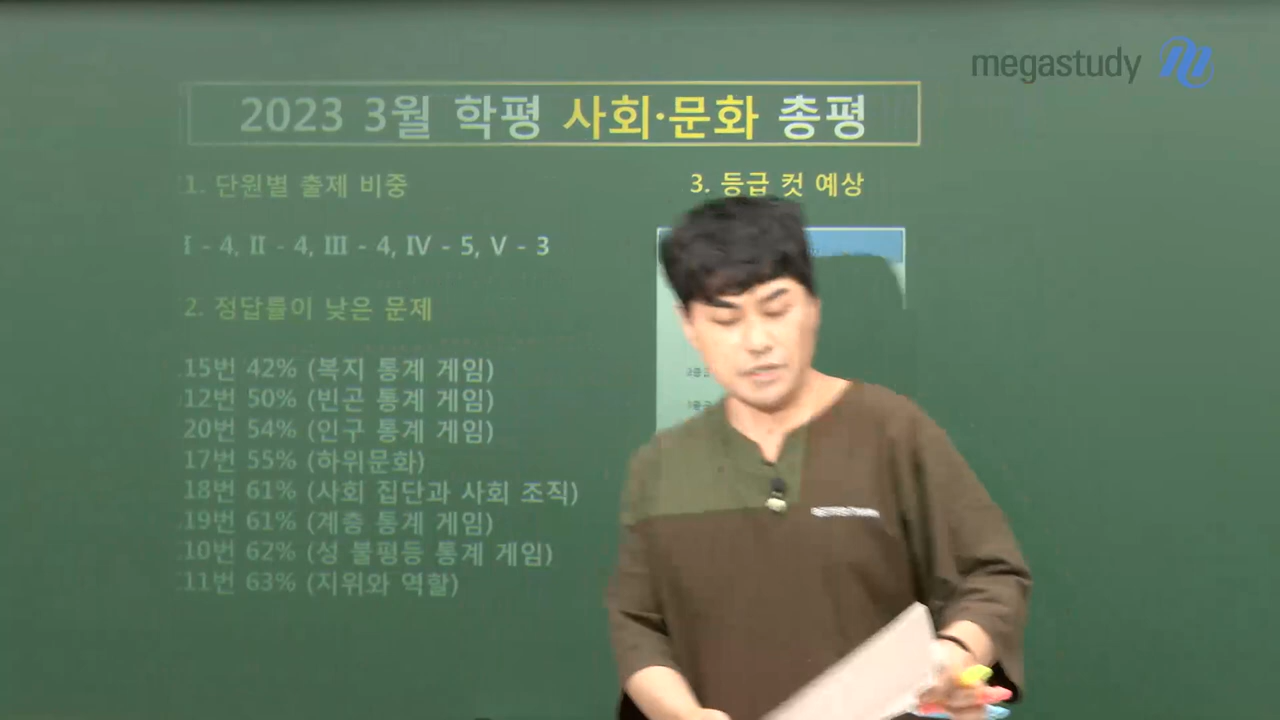 megastudy
2023 3월 학평 사회·문화 총평
1. 단원별 출제 비중
I - 4, II - 4, III - 4, IV - 5, V - 3
2. 정답률이 낮은 문제
15번 42% (복지 통계 게임)
12번 50% (빈곤 통계 게임)
20번 54% (인구 통계 게임)
17번 55% (하위문화)
18번 61% (사회 집단과 사회 조직)
19번 61% (계층 통계 게임)
10번 62% (성 불평등 통계 게임)
11번 63% (지위와 역할)
3. 등급 컷 예상